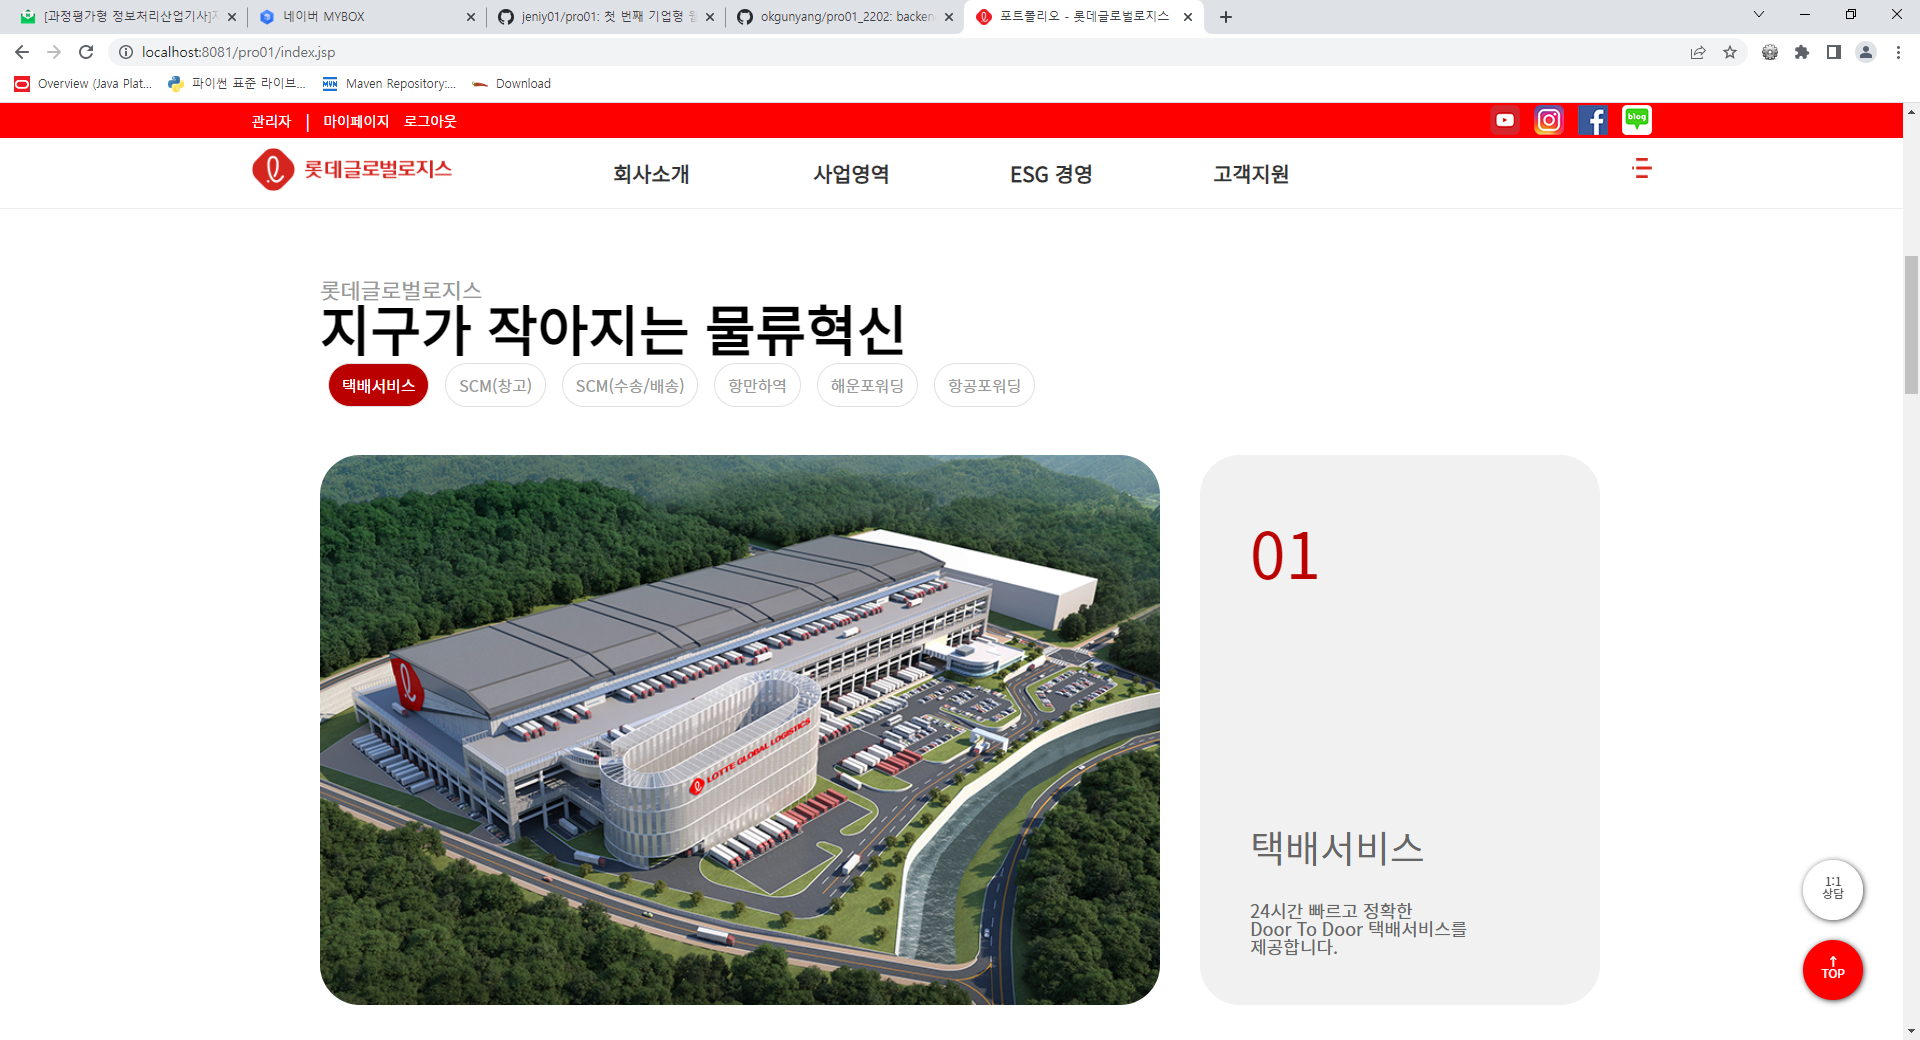 [과정평가형 정보처리산업기사]
네이버 MYBOX
jeniy01/pro01: 첫 번째 기업형 웹
okgunyang/pro01_2202: backen
포트폴리오 - 롯데글로벌로지스
localhost:8081/pro01/index.jsp
Overview (Java Plat...
파이썬 표준 라이브...
MVN Maven Repository:...
Download
관리자 | 마이페이지 로그아웃
blog
롯데글로벌로지스
회사소개 사업영역 ESG 경영 고객지원
롯데글로벌로지스
지구가 작아지는 물류혁신
택배서비스 SCM(창고) SCM(수송/배송) 항만하역 해운포워딩 항공포워딩
LOTTE GLOBAL LOGISTICS
01
택배서비스
24시간 빠르고 정확한
Door To Door 택배서비스를
제공합니다.
1:1
상담
↑
TOP